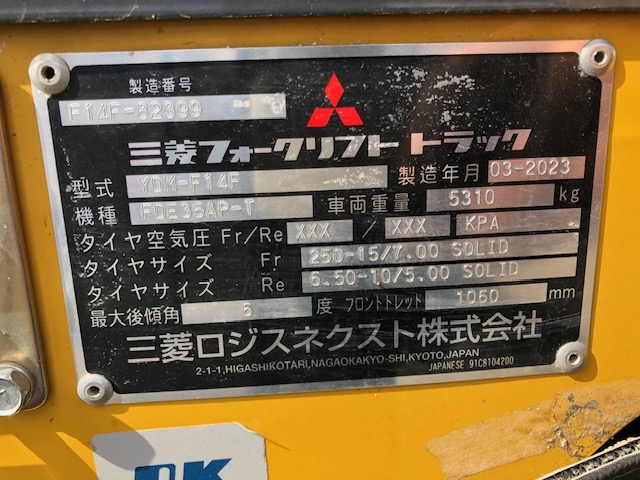 製造番号
F14F-82399
三菱フォークリフト トラック
型式 YDM-F14F 製造年月 03-2023
機種 FDE35AP-T 車両重量 5310 kg
タイヤ空気圧 Fr/Re XXX / XXX KPA
タイヤサイズ Fr 250-15/7.00 SOLID
タイヤサイズ Re 6.50-10/5.00 SOLID
最大後傾角 6 度 フロントトレット 1060 mm
三菱ロジスネクスト株式会社
2-1-1,HIGASHIKOTARI,NAGAOKAKYO-SHI,KYOTO,JAPAN
JAPANESE 91C8104200